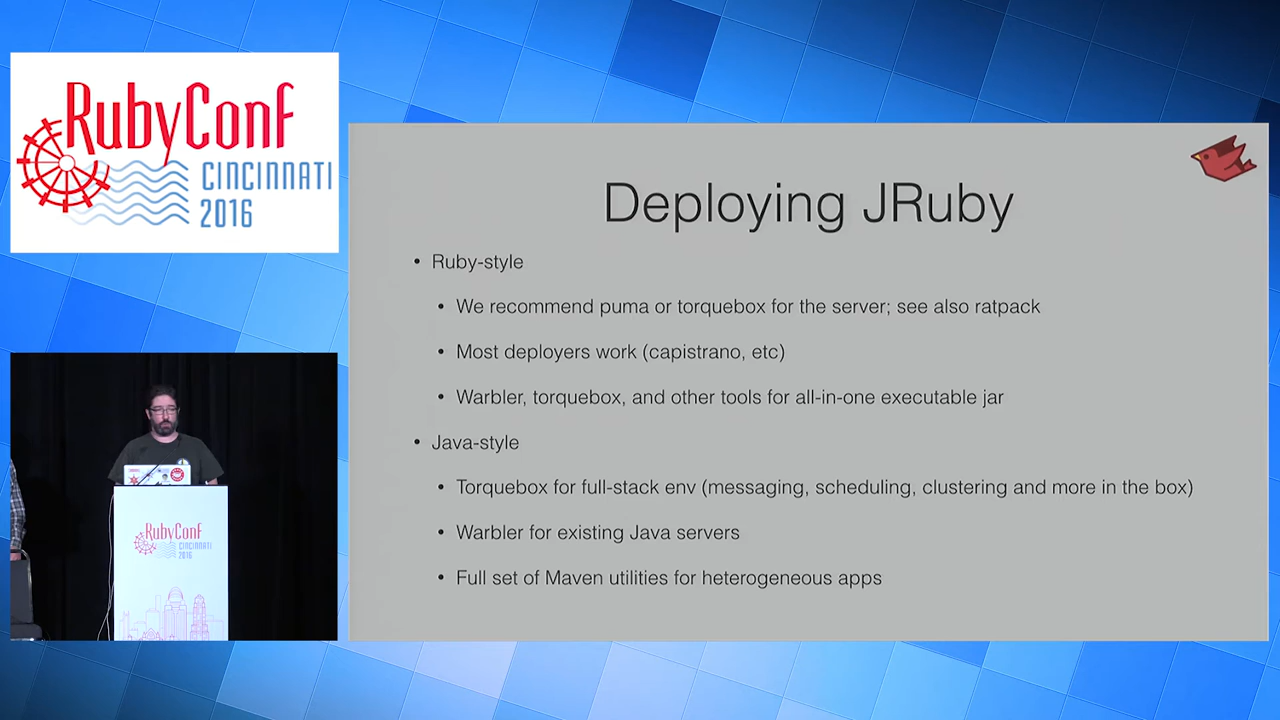 RubyConf
CINCINNATI
2016
Deploying JRuby
• Ruby-style
• We recommend puma or torquebox for the server; see also ratpack
• Most deployers work (capistrano, etc)
• Warbler, torquebox, and other tools for all-in-one executable jar
• Java-style
• Torquebox for full-stack env (messaging, scheduling, clustering and more in the box)
• Warbler for existing Java servers
• Full set of Maven utilities for heterogeneous apps
RubyConf
CINCINNATI
2016